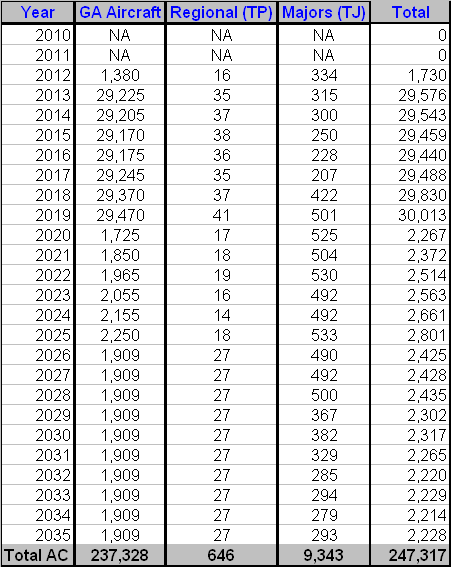 Year GA Aircraft Regional (TP) Majors (TJ) Total
2010 NA NA NA 0
2011 NA NA NA 0
2012 1,380 16 334 1,730
2013 29,225 35 315 29,576
2014 29,205 37 300 29,543
2015 29,170 38 250 29,459
2016 29,175 36 228 29,440
2017 29,245 35 207 29,488
2018 29,370 37 422 29,830
2019 29,470 41 501 30,013
2020 1,725 17 525 2,267
2021 1,850 18 504 2,372
2022 1,965 19 530 2,514
2023 2,055 16 492 2,563
2024 2,155 14 492 2,661
2025 2,250 18 533 2,801
2026 1,909 27 490 2,425
2027 1,909 27 492 2,428
2028 1,909 27 500 2,435
2029 1,909 27 367 2,302
2030 1,909 27 382 2,317
2031 1,909 27 329 2,265
2032 1,909 27 285 2,220
2033 1,909 27 294 2,229
2034 1,909 27 279 2,214
2035 1,909 27 293 2,228
Total AC 237,328 646 9,343 247,317